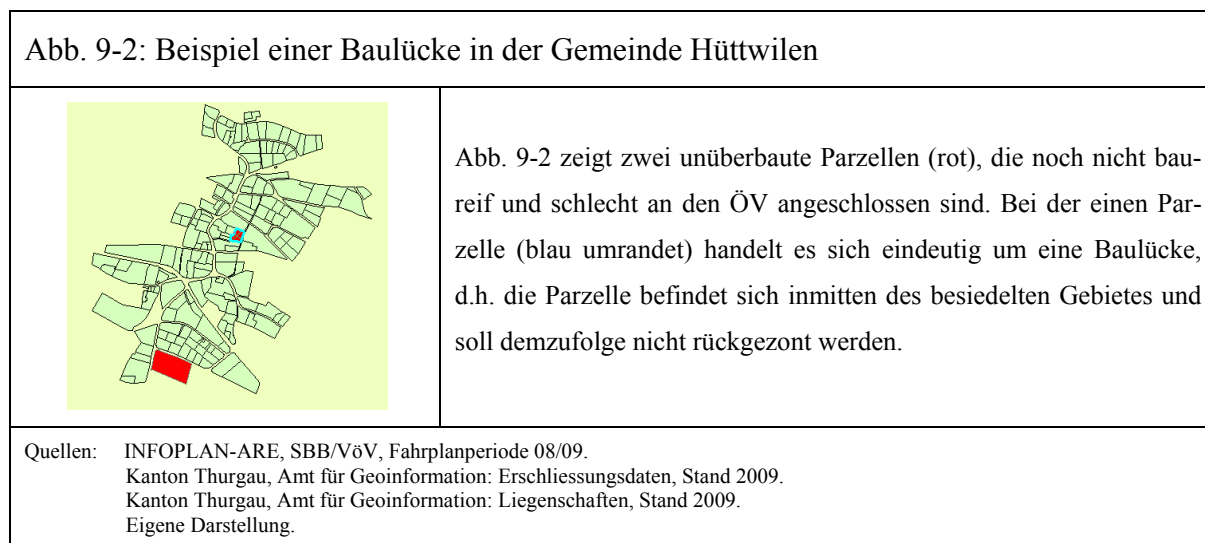 Abb. 9-2: Beispiel einer Baulücke in der Gemeinde Hüttwilen
Abb. 9-2 zeigt zwei unüberbaute Parzellen (rot), die noch nicht bau-
reif und schlecht an den ÖV angeschlossen sind. Bei der einen Par-
zelle (blau umrandet) handelt es sich eindeutig um eine Baulücke,
d.h. die Parzelle befindet sich inmitten des besiedelten Gebietes und
soll demzufolge nicht rückgezont werden.
Quellen: INFOPLAN-ARE, SBB/VöV, Fahrplanperiode 08/09.
Kanton Thurgau, Amt für Geoinformation: Erschliessungsdaten, Stand 2009.
Kanton Thurgau, Amt für Geoinformation: Liegenschaften, Stand 2009.
Eigene Darstellung.